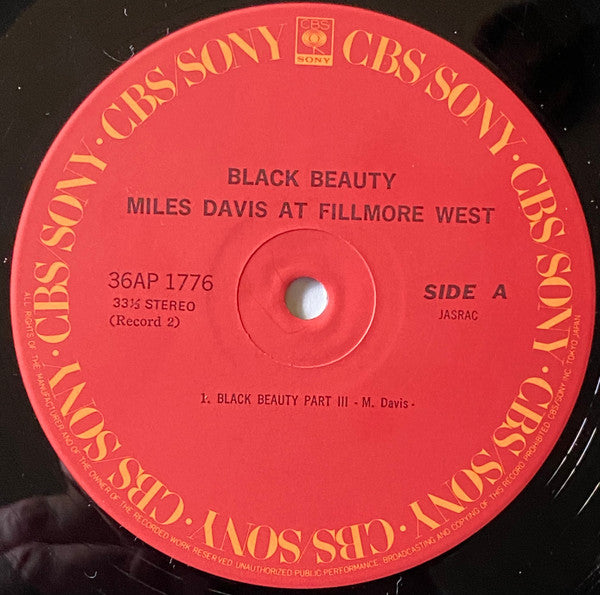 CBS
SONY
CBS/SONY · CBS/SONY · CBS/SONY · CBS/SONY · CBS/SONY · CBS/SONY · CBS/SONY · CBS/SONY
BLACK BEAUTY
MILES DAVIS AT FILLMORE WEST
36AP 1776
33⅓ STEREO
(Record 2)
SIDE A
JASRAC
1. BLACK BEAUTY PART III - M. Davis -
ALL RIGHTS OF THE MANUFACTURER AND OF THE OWNER OF THE RECORDED WORK RESERVED. UNAUTHORIZED PUBLIC PERFORMANCE, BROADCASTING AND COPYING OF THIS RECORD PROHIBITED. CBS/SONY INC. TOKYO JAPAN.